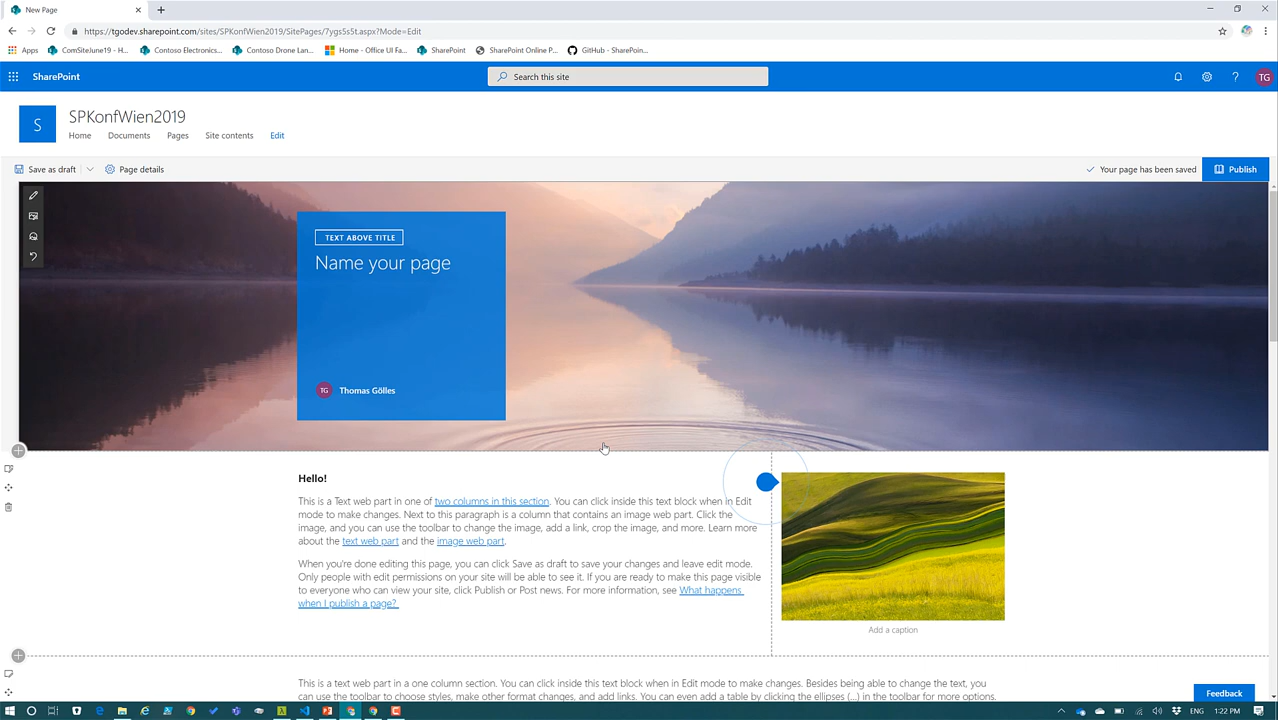 New Page
https://tgodev.sharepoint.com/sites/SPKonfWien2019/SitePages/7ygs5s5t.aspx?Mode=Edit
Apps ComSiteJune19 - H... Contoso Electronics... Contoso Drone Lan... Home - Office UI Fa... SharePoint SharePoint Online P... GitHub - SharePoin...
SharePoint Search this site TG
S SPKonfWien2019
Home Documents Pages Site contents Edit
Save as draft Page details Your page has been saved Publish
TEXT ABOVE TITLE
Name your page
TG Thomas Gölles
Hello!
This is a Text web part in one of two columns in this section. You can click inside this text block when in Edit
mode to make changes. Next to this paragraph is a column that contains an image web part. Click the
image, and you can use the toolbar to change the image, add a link, crop the image, and more. Learn more
about the text web part and the image web part.
When you're done editing this page, you can click Save as draft to save your changes and leave edit mode.
Only people with edit permissions on your site will be able to see it. If you are ready to make this page visible
to everyone who can view your site, click Publish or Post news. For more information, see What happens
when I publish a page?
Add a caption
This is a text web part in a one column section. You can click inside this text block when in Edit mode to make changes. Besides being able to change the text, you
can use the toolbar to choose styles, make other format changes, and add links. You can even add a table by clicking the ellipses (...) in the toolbar for more options.
Feedback
ENG 1:22 PM